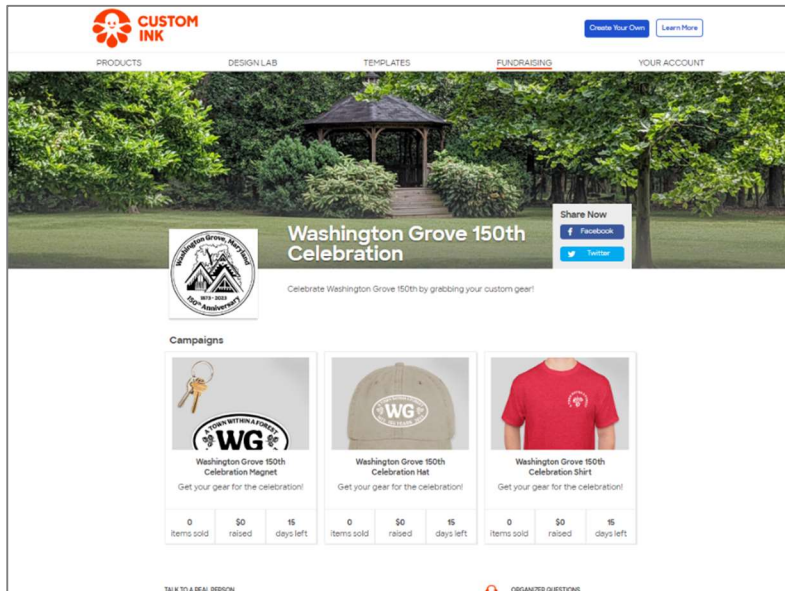 CUSTOM
INK
Create Your Own
Learn More
PRODUCTS
DESIGN LAB
TEMPLATES
FUNDRAISING
YOUR ACCOUNT
Washington Grove 150th
Celebration
Share Now
Facebook
Twitter
Washington Grove, Maryland
1873 - 2023
150th Anniversary
Celebrate Washington Grove 150th by grabbing your custom gear!
Campaigns
A TOWN WITHIN A FOREST
WG
Washington Grove 150th
Celebration Magnet
Get your gear for the celebration!
0
items sold
$0
raised
15
days left
WG
Washington Grove 150th
Celebration Hat
Get your gear for the celebration!
0
items sold
$0
raised
15
days left
Washington Grove 150th
Celebration Shirt
Get your gear for the celebration!
0
items sold
$0
raised
15
days left
TALK TO A REAL PERSON
ORGANIZER QUESTIONS